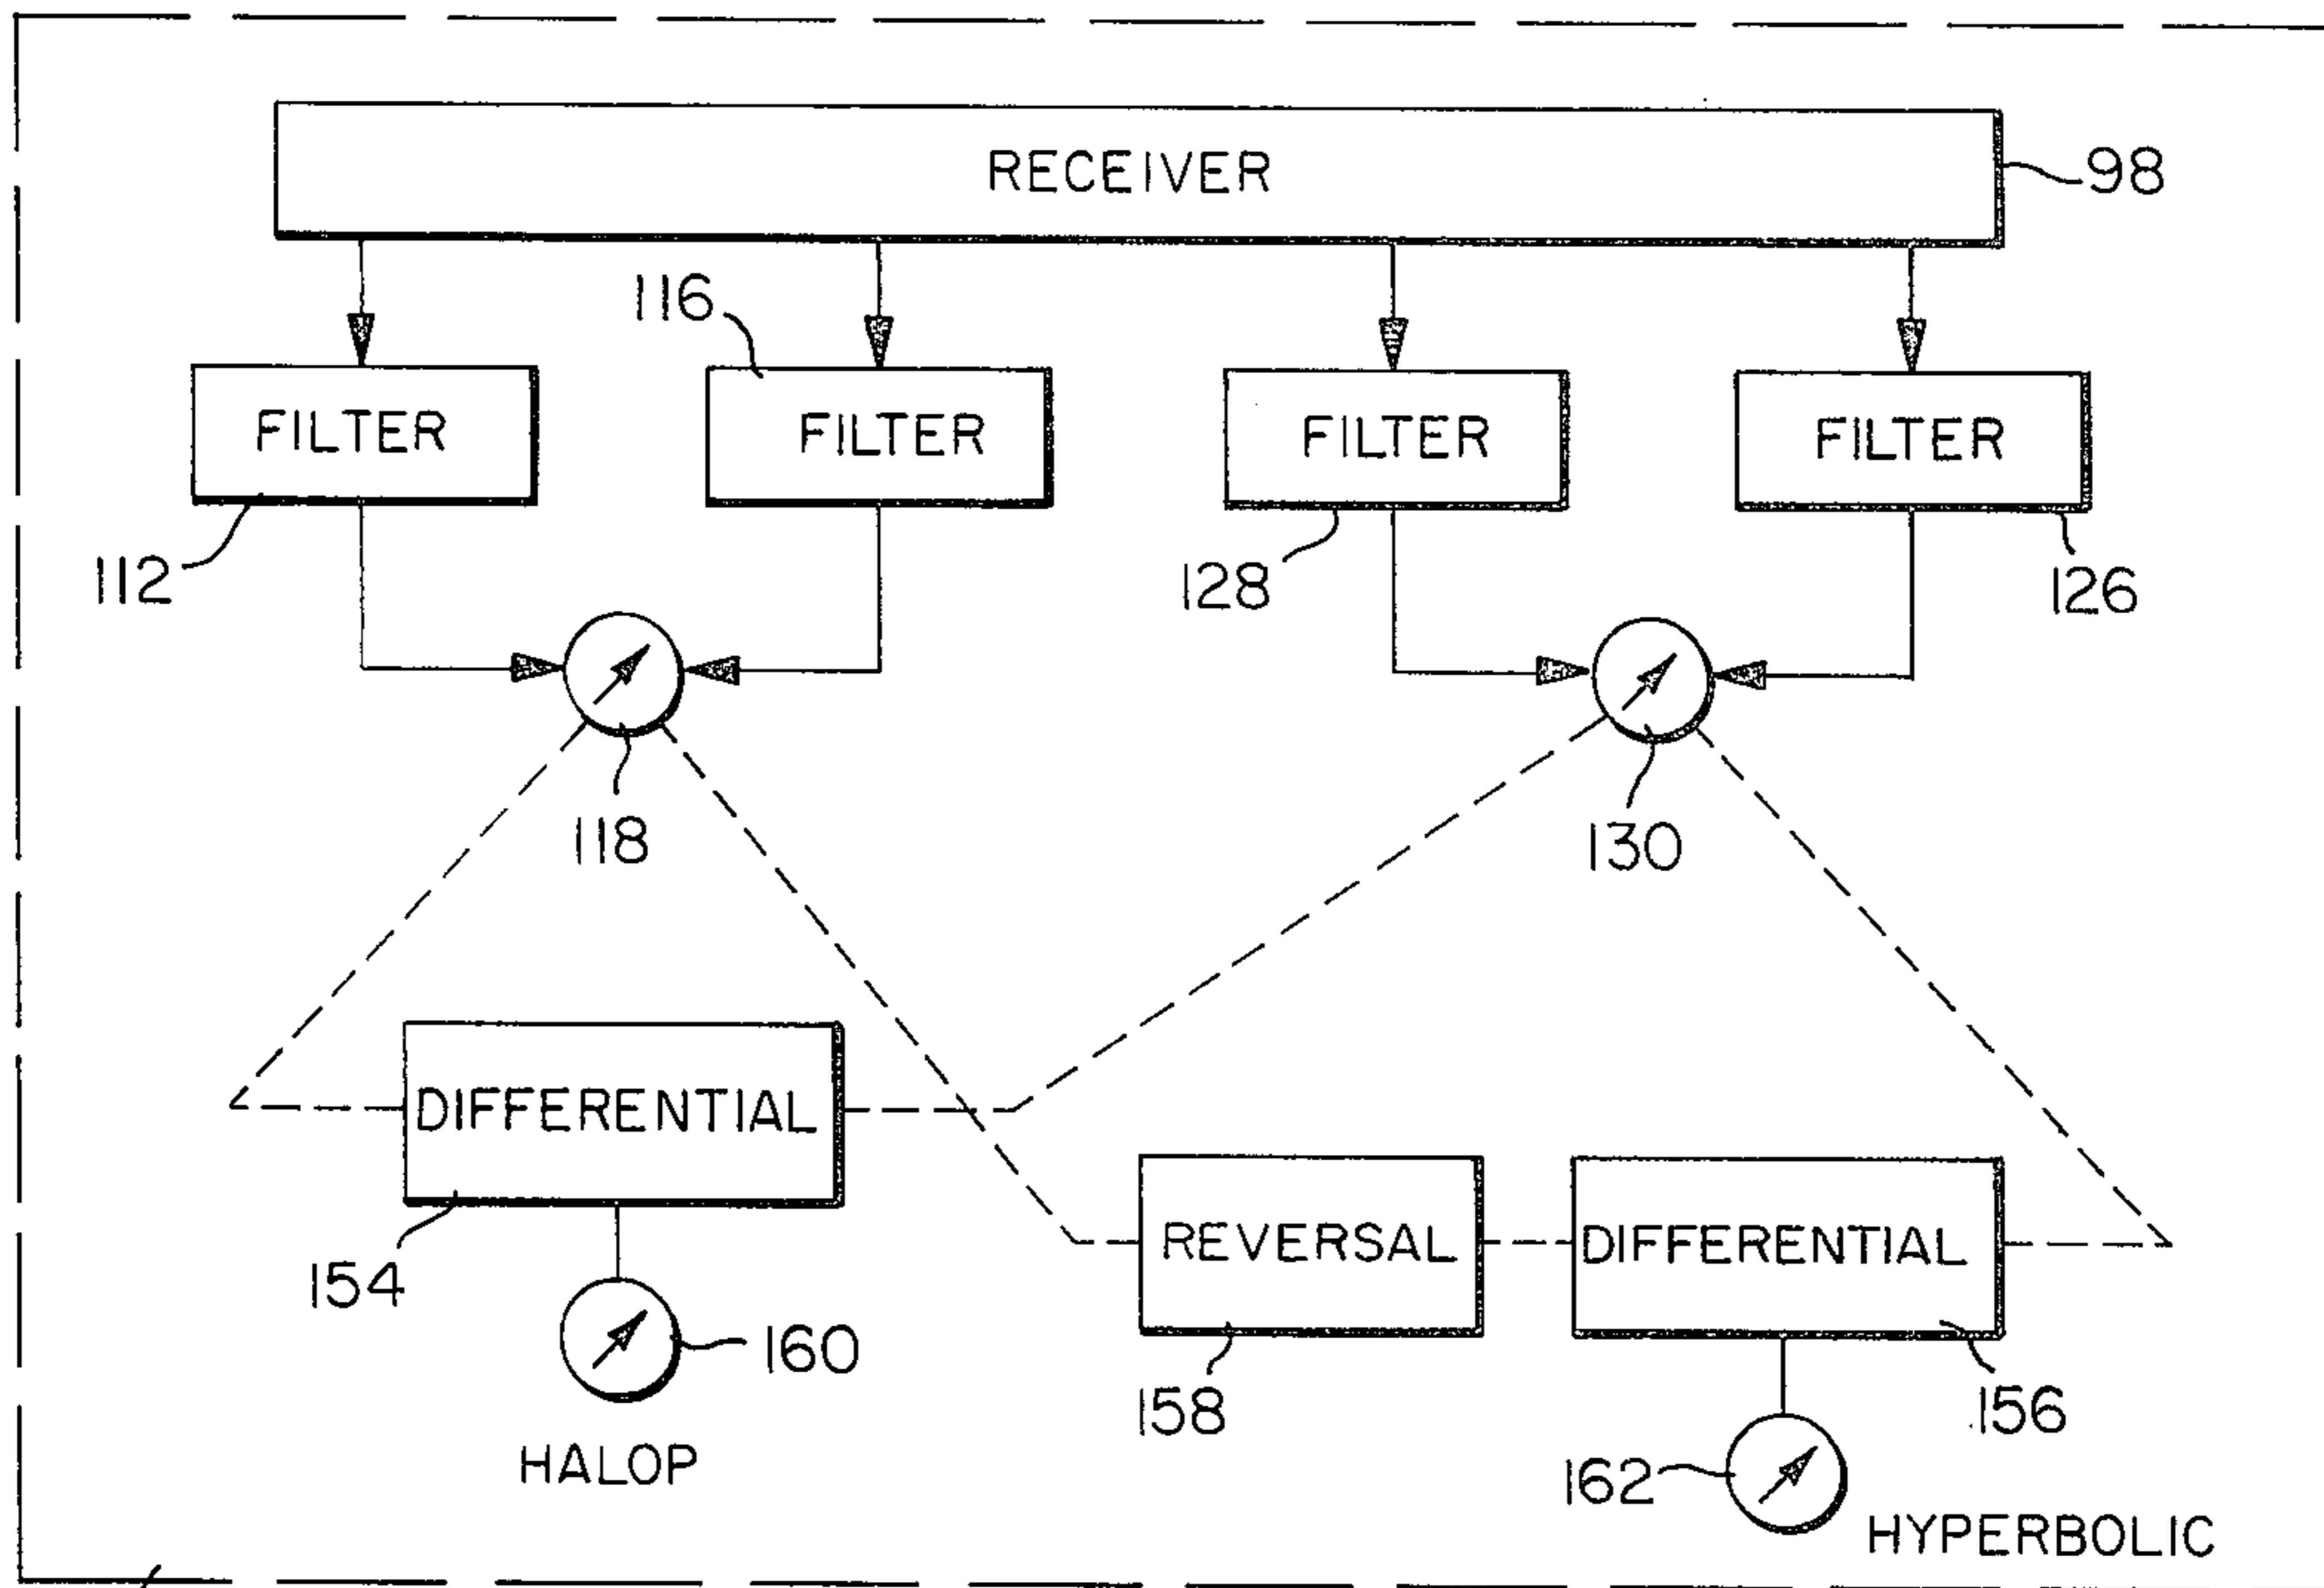 RECEIVER
98
116
FILTER
FILTER
FILTER
FILTER
112
128
126
118
130
DIFFERENTIAL
REVERSAL
DIFFERENTIAL
154
160
158
156
HALOP
162
HYPERBOLIC